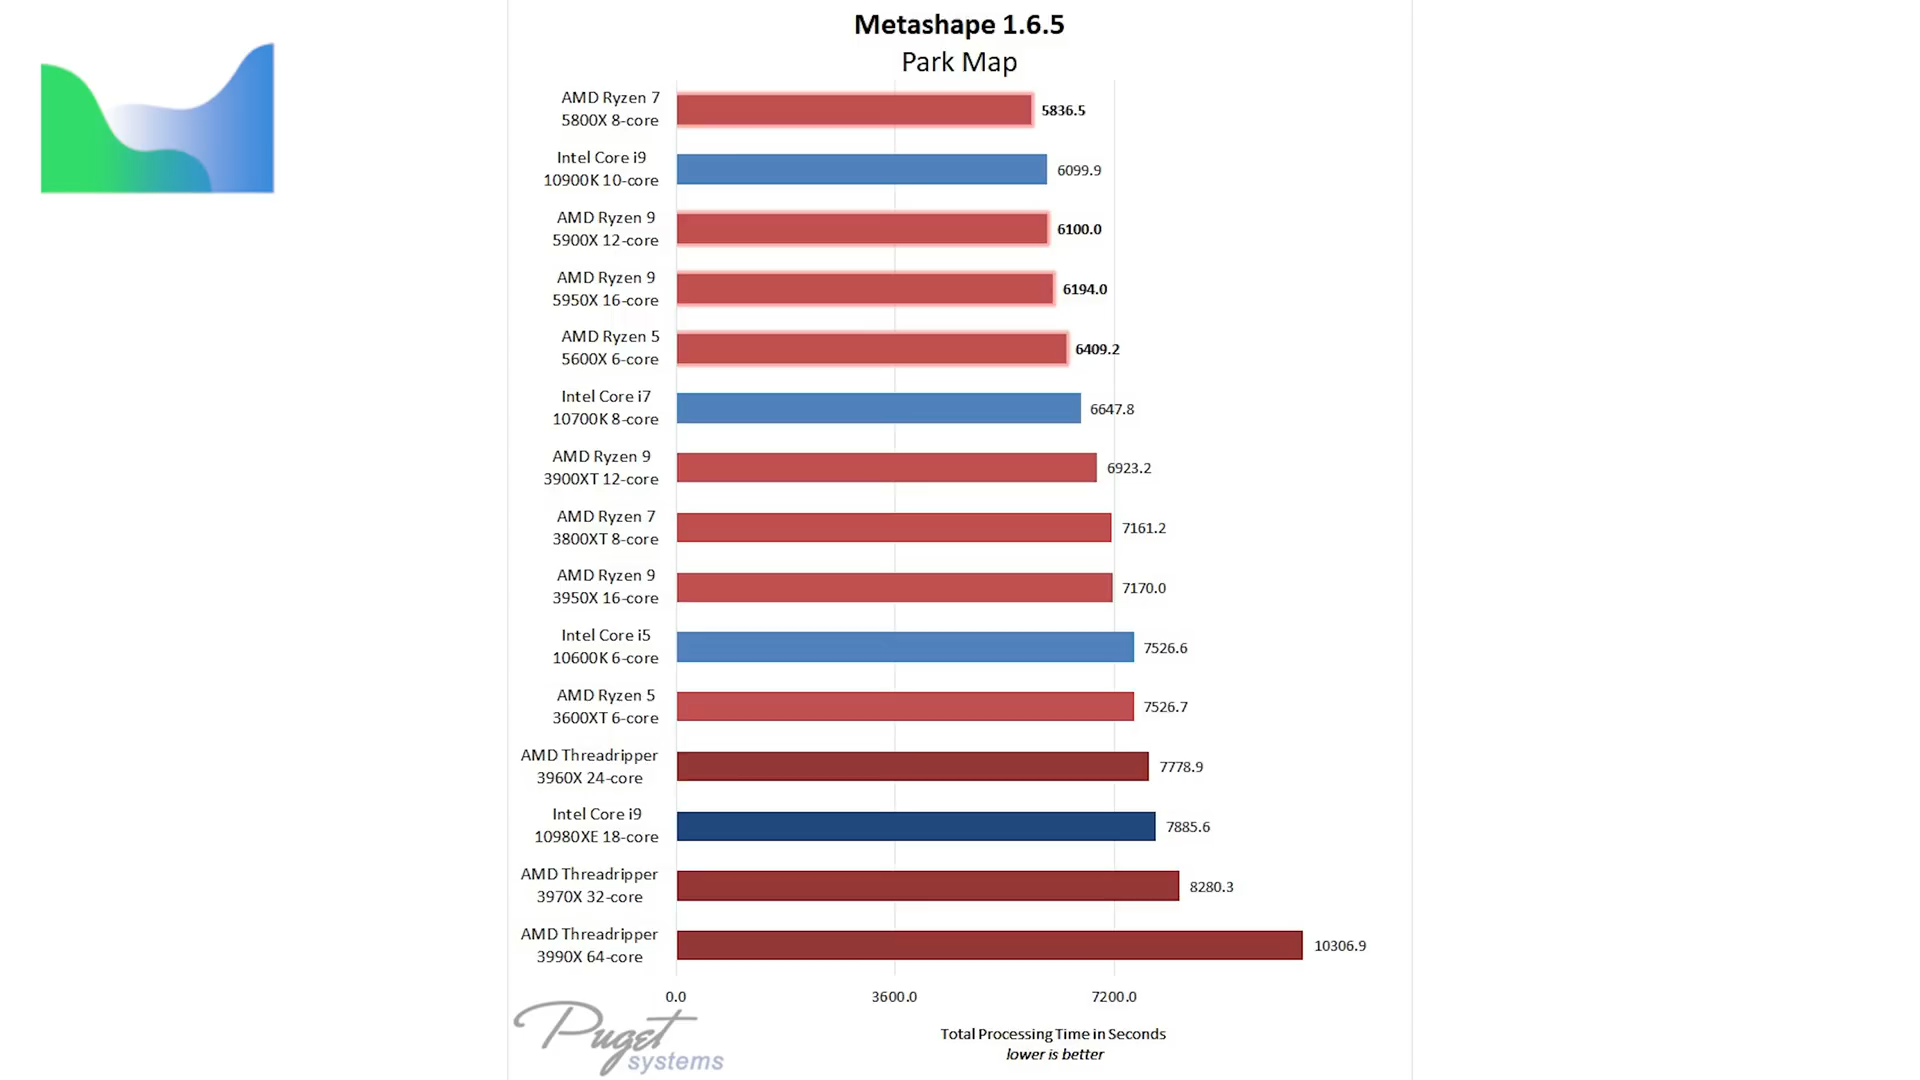 Metashape 1.6.5
Park Map
AMD Ryzen 7
5800X 8-core
5836.5
Intel Core i9
10900K 10-core
6099.9
AMD Ryzen 9
5900X 12-core
6100.0
AMD Ryzen 9
5950X 16-core
6194.0
AMD Ryzen 5
5600X 6-core
6409.2
Intel Core i7
10700K 8-core
6647.8
AMD Ryzen 9
3900XT 12-core
6923.2
AMD Ryzen 7
3800XT 8-core
7161.2
AMD Ryzen 9
3950X 16-core
7170.0
Intel Core i5
10600K 6-core
7526.6
AMD Ryzen 5
3600XT 6-core
7526.7
AMD Threadripper
3960X 24-core
7778.9
Intel Core i9
10980XE 18-core
7885.6
AMD Threadripper
3970X 32-core
8280.3
AMD Threadripper
3990X 64-core
10306.9
0.0 3600.0 7200.0
Total Processing Time in Seconds
lower is better
Puget
systems